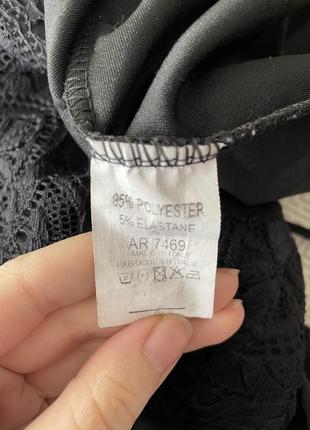 95% POLYESTER
5% ELASTANE
AR 7469
MADE IN ITALY
FABRIQUE EN ITALIE